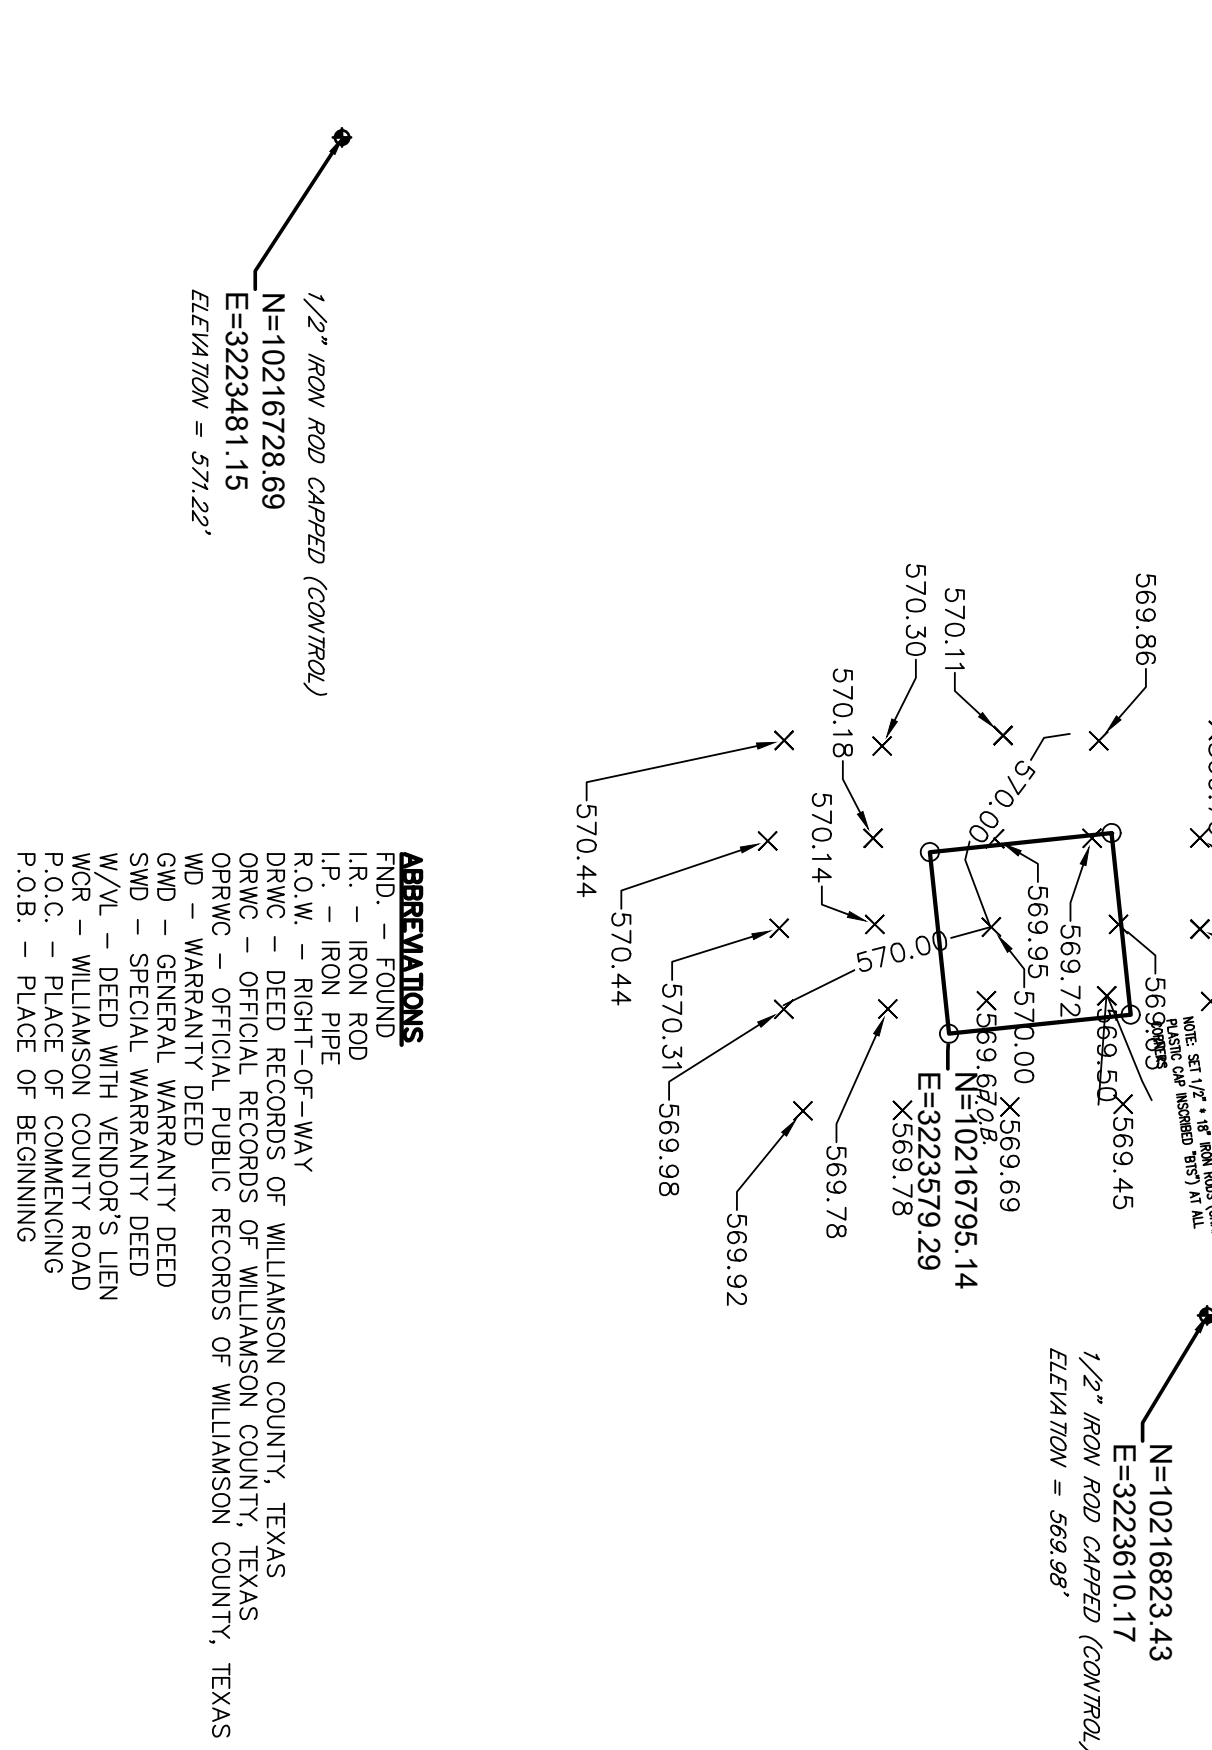 1/2" IRON ROD CAPPED (CONTROL)
N=10216728.69
E=3223481.15
ELEVATION = 571.22'
569.86
570.11
570.30
570.18
570.14
570.00
570.00
570.44
570.44
570.31
569.98
569.95
569.72
570.00
569.50
569.45
569.69
569.78
569.78
569.92
P.O.B.
N=10216795.14
E=3223579.29
NOTE: SET 1/2" * 18" IRON RODS
PLASTIC CAP INSCRIBED "BTS") AT ALL
CORNERS
N=10216823.43
E=3223610.17
1/2" IRON ROD CAPPED (CONTROL)
ELEVATION = 569.98'
ABBREVIATIONS
FND. – FOUND
I.R. – IRON ROD
I.P. – IRON PIPE
R.O.W. – RIGHT–OF–WAY
DRWC – DEED RECORDS OF WILLIAMSON COUNTY, TEXAS
ORWC – OFFICIAL RECORDS OF WILLIAMSON COUNTY, TEXAS
OPRWC – OFFICIAL PUBLIC RECORDS OF WILLIAMSON COUNTY, TEXAS
WD – WARRANTY DEED
GWD – GENERAL WARRANTY DEED
SWD – SPECIAL WARRANTY DEED
W/VL – DEED WITH VENDOR'S LIEN
WCR – WILLIAMSON COUNTY ROAD
P.O.C. – PLACE OF COMMENCING
P.O.B. – PLACE OF BEGINNING